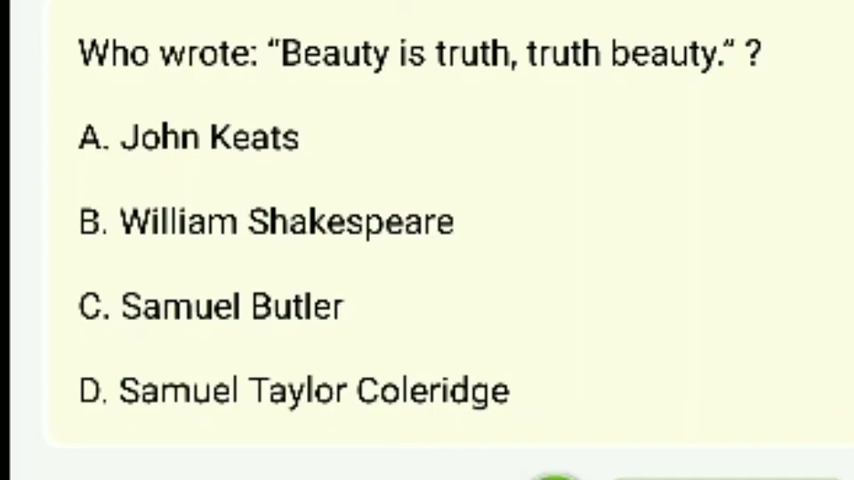 Who wrote: “Beauty is truth, truth beauty.“ ?
A. John Keats
B. William Shakespeare
C. Samuel Butler
D. Samuel Taylor Coleridge